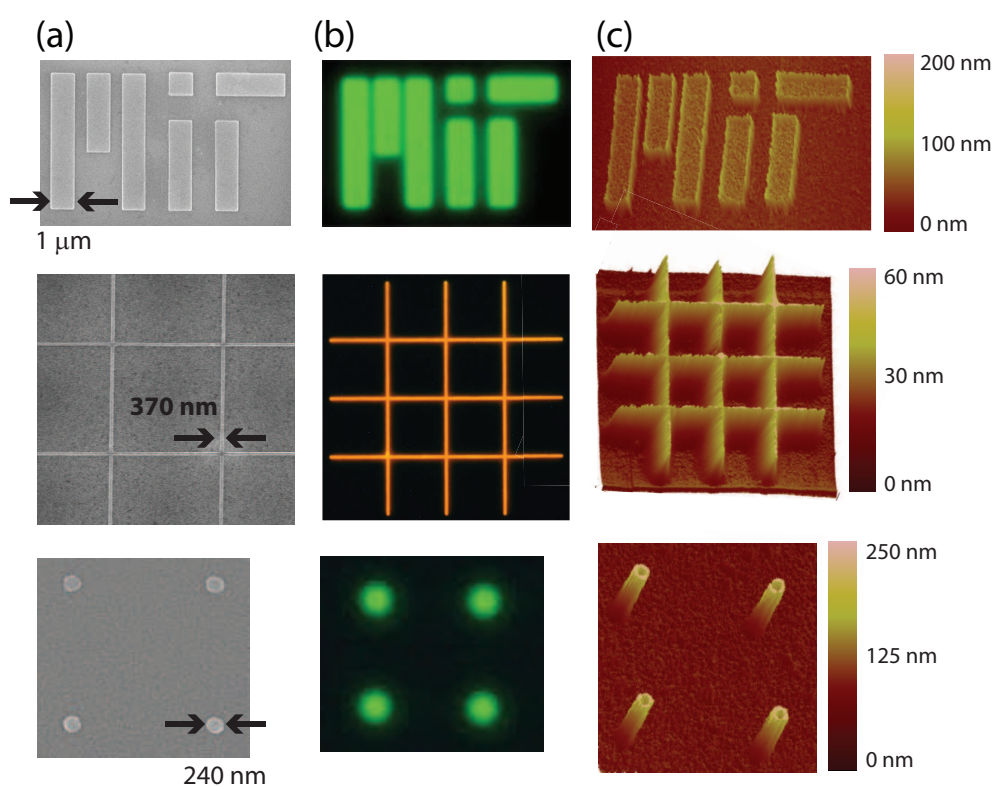 (a)
(b)
(c)
1 μm
200 nm
100 nm
0 nm
370 nm
60 nm
30 nm
0 nm
240 nm
250 nm
125 nm
0 nm